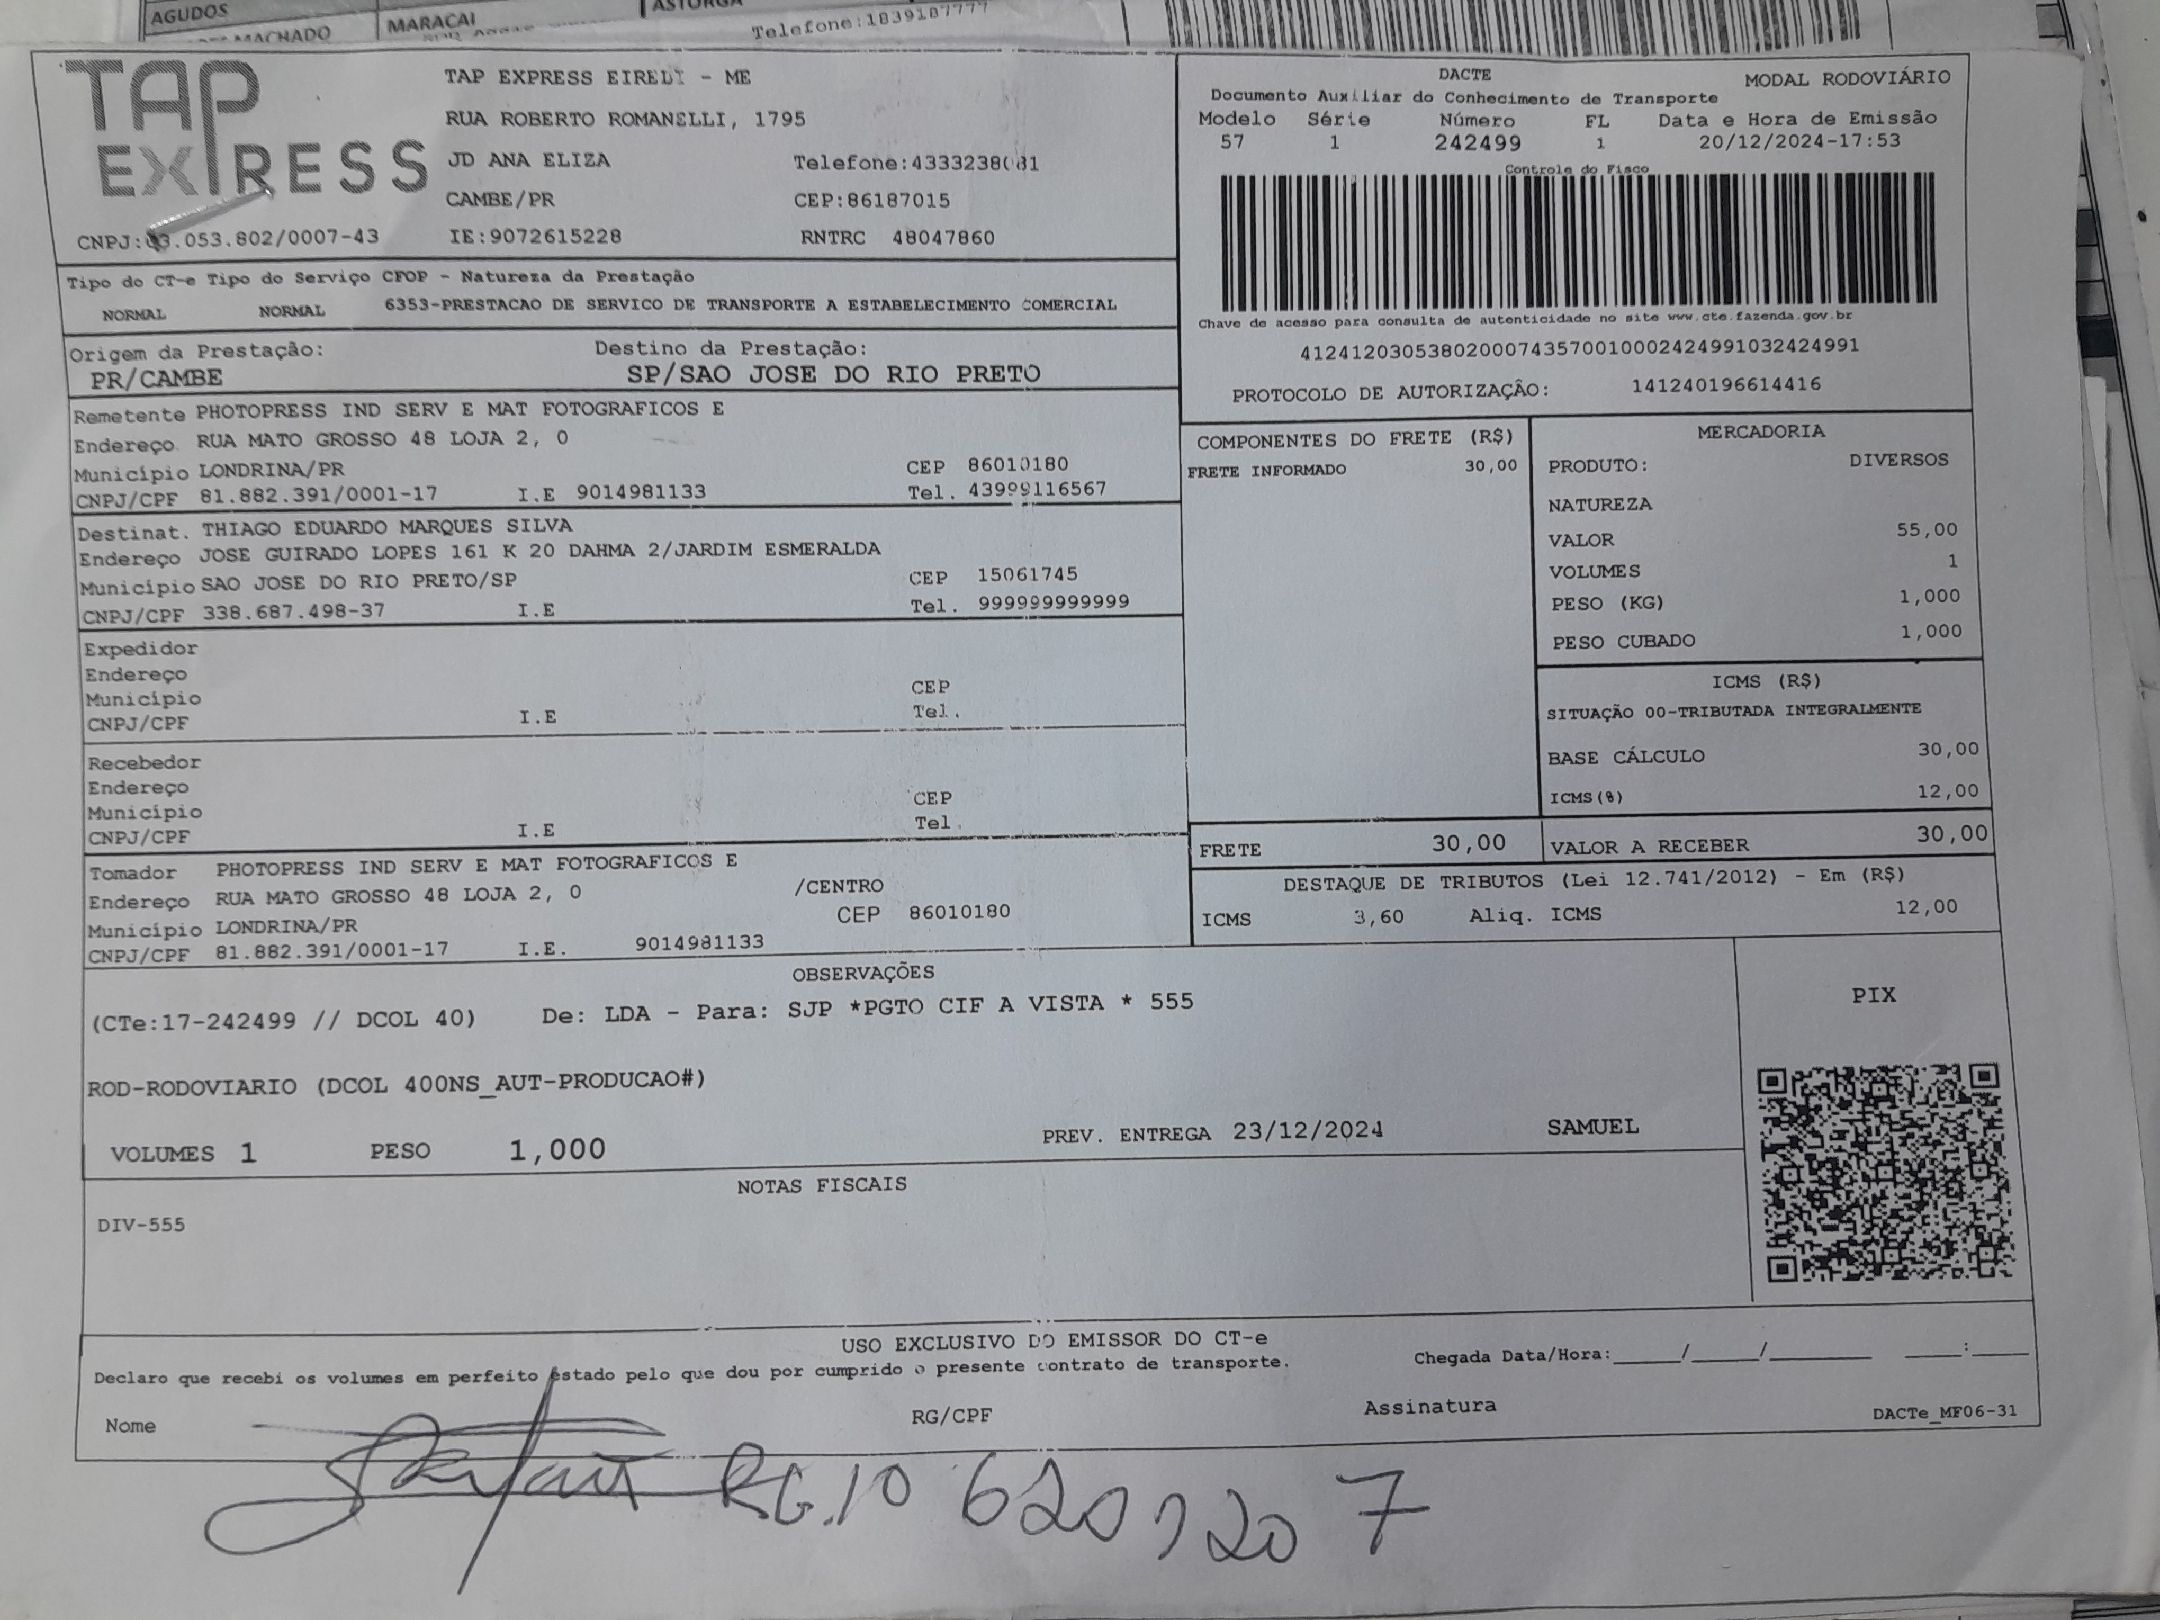 AGUDOS
MACHADO
MARACAI
ASTORGA
Telefone:1839187777
TAP EXPRESS
TAP EXPRESS EIRELI - ME
RUA ROBERTO ROMANELLI, 1795
JD ANA ELIZA Telefone:4333238081
CAMBE/PR CEP:86187015
CNPJ:03.053.802/0007-43 IE:9072615228 RNTRC 48047860
DACTE MODAL RODOVIÁRIO
Documento Auxiliar do Conhecimento de Transporte
Modelo Série Número FL Data e Hora de Emissão
57 1 242499 1 20/12/2024-17:53
Controle do Fisco
Chave de acesso para consulta de autenticidade no site www.cte.fazenda.gov.br
41241203053802000743570010002424991032424991
PROTOCOLO DE AUTORIZAÇÃO: 141240196614416
Tipo do CT-e Tipo do Serviço CFOP - Natureza da Prestação
NORMAL NORMAL 6353-PRESTACAO DE SERVICO DE TRANSPORTE A ESTABELECIMENTO COMERCIAL
Origem da Prestação: Destino da Prestação:
PR/CAMBE SP/SAO JOSE DO RIO PRETO
Remetente PHOTOPRESS IND SERV E MAT FOTOGRAFICOS E
Endereço RUA MATO GROSSO 48 LOJA 2, 0
Município LONDRINA/PR CEP 86010180
CNPJ/CPF 81.882.391/0001-17 I.E 9014981133 Tel. 43999116567
Destinat. THIAGO EDUARDO MARQUES SILVA
Endereço JOSE GUIRADO LOPES 161 K 20 DAHMA 2/JARDIM ESMERALDA
Município SAO JOSE DO RIO PRETO/SP CEP 15061745
CNPJ/CPF 338.687.498-37 I.E Tel. 999999999999
Expedidor
Endereço
Município CEP
CNPJ/CPF I.E Tel.
Recebedor
Endereço
Município CEP
CNPJ/CPF I.E Tel.
Tomador PHOTOPRESS IND SERV E MAT FOTOGRAFICOS E
Endereço RUA MATO GROSSO 48 LOJA 2, 0 /CENTRO
Município LONDRINA/PR CEP 86010180
CNPJ/CPF 81.882.391/0001-17 I.E. 9014981133
COMPONENTES DO FRETE (R$)
FRETE INFORMADO 30,00
MERCADORIA
PRODUTO: DIVERSOS
NATUREZA
VALOR 55,00
VOLUMES 1
PESO (KG) 1,000
PESO CUBADO 1,000
ICMS (R$)
SITUAÇÃO 00-TRIBUTADA INTEGRALMENTE
BASE CÁLCULO 30,00
ICMS(%) 12,00
FRETE 30,00 VALOR A RECEBER 30,00
DESTAQUE DE TRIBUTOS (Lei 12.741/2012) - Em (R$)
ICMS 3,60 Aliq. ICMS 12,00
OBSERVAÇÕES
(CTe:17-242499 // DCOL 40) De: LDA - Para: SJP *PGTO CIF A VISTA * 555
ROD-RODOVIARIO (DCOL 400NS_AUT-PRODUCAO#)
VOLUMES 1 PESO 1,000 PREV. ENTREGA 23/12/2024 SAMUEL
PIX
NOTAS FISCAIS
DIV-555
USO EXCLUSIVO DO EMISSOR DO CT-e
Declaro que recebi os volumes em perfeito estado pelo que dou por cumprido o presente contrato de transporte.
Chegada Data/Hora:_____/_____/________ ____:____
Nome RG/CPF Assinatura DACTe_MF06-31
RG.10 6201207